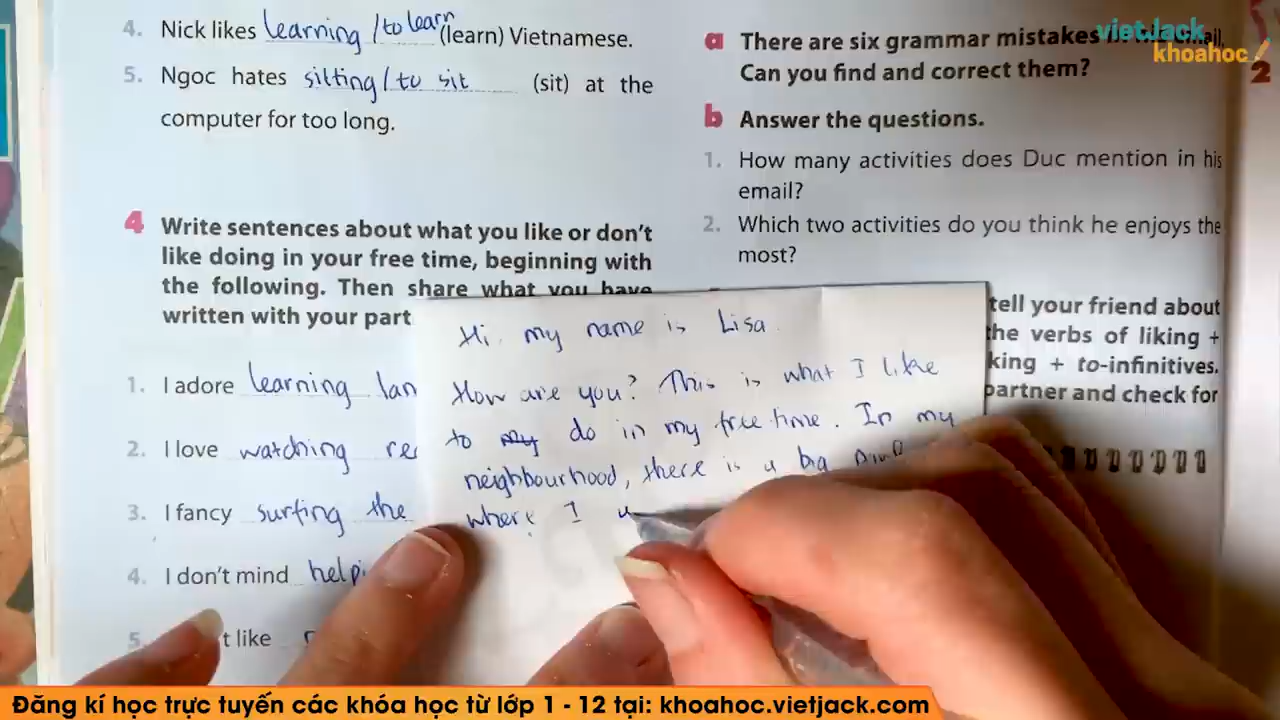 4. Nick likes learning / to learn (learn) Vietnamese.
5. Ngoc hates sitting / to sit (sit) at the
computer for too long.
4 Write sentences about what you like or don't
like doing in your free time, beginning with
the following. Then share what you have
written with your part
1. I adore learning lan
2. I love watching
3. I fancy surfing the
4. I don't mind helpi
5. t like
a There are six grammar mistakes
Can you find and correct them?
b Answer the questions.
1. How many activities does Duc mention in his
email?
2. Which two activities do you think he enjoys the
most?
tell your friend about
the verbs of liking +
king + to-infinitives.
partner and check for
Hi, my name is Lisa
How are you? This is what I like
to do in my free time. In my
neighbourhood, there is a big
where I
vietJack
khoahoc
2
Đăng kí học trực tuyến các khóa học từ lớp 1 - 12 tại: khoahoc.vietjack.com